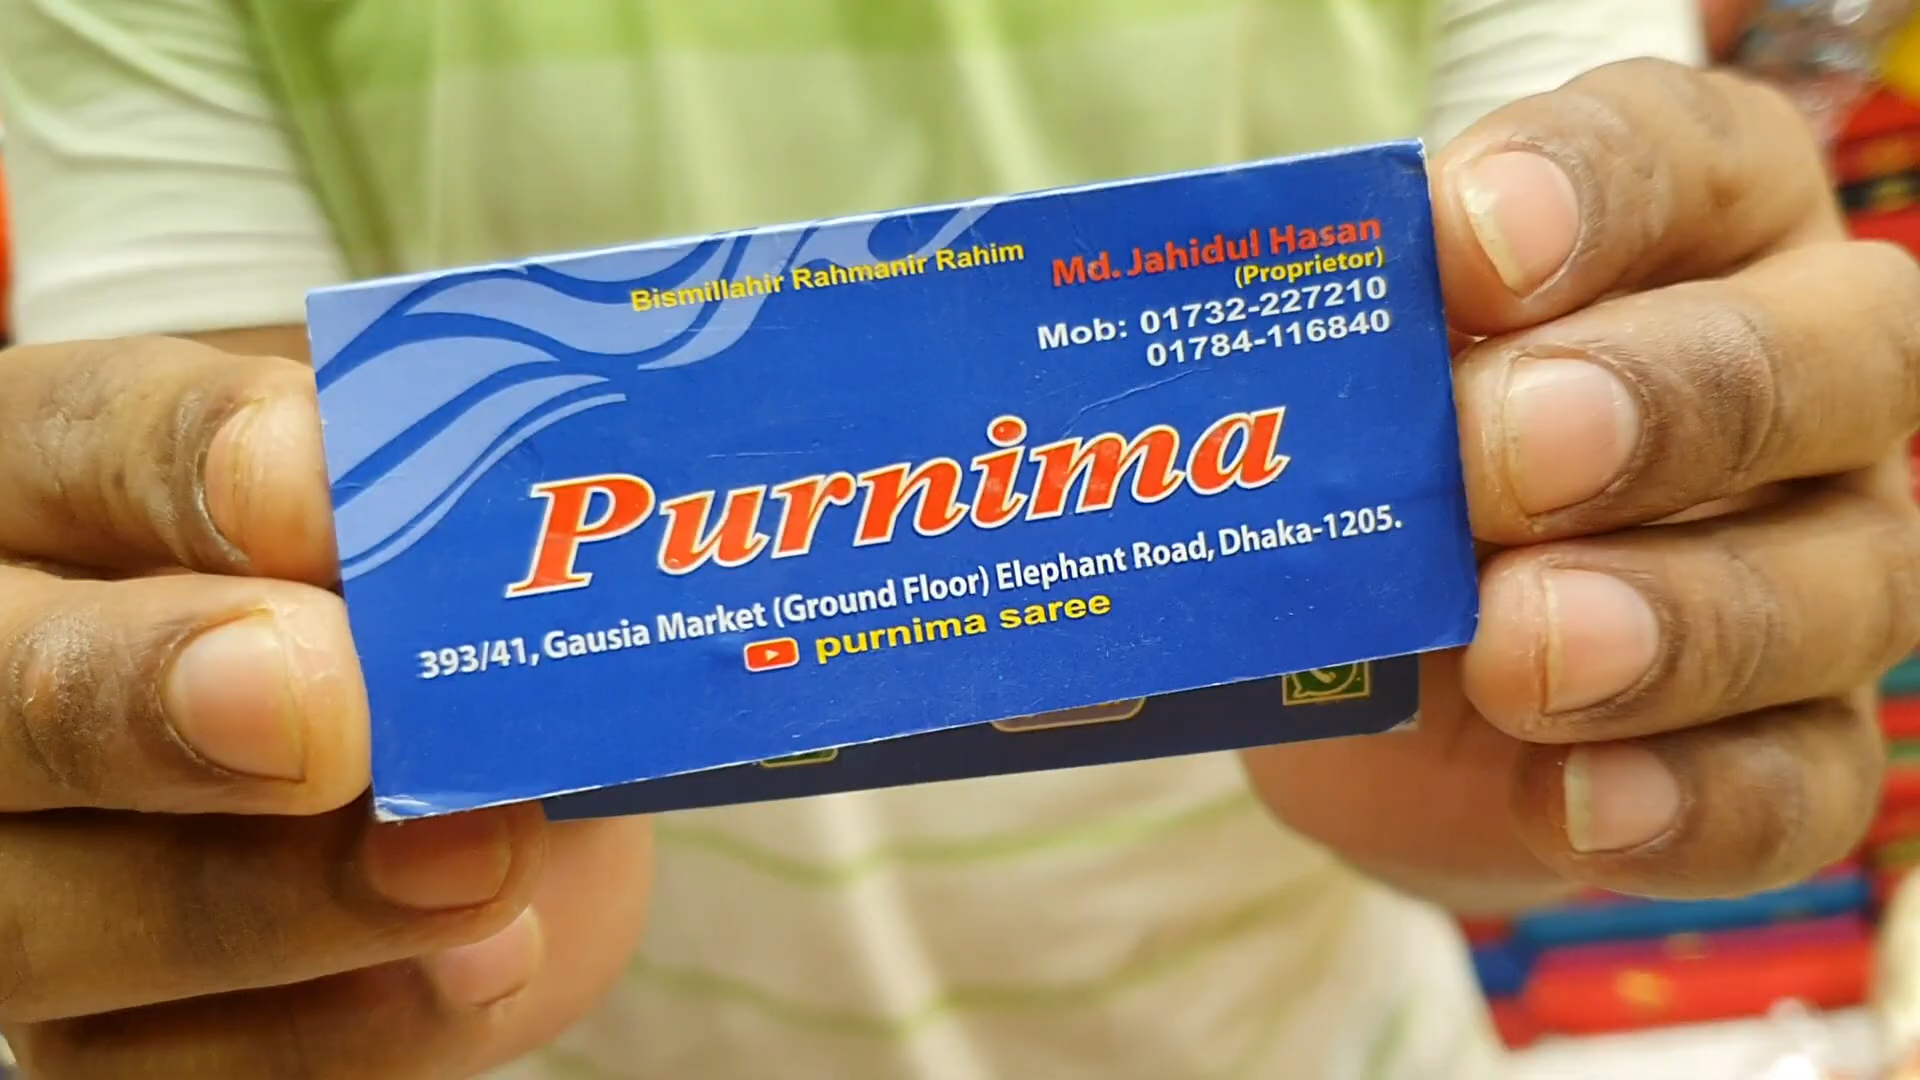 Bismillahir Rahmanir Rahim
Md. Jahidul Hasan
(Proprietor)
Mob: 01732-227210
01784-116840
Purnima
393/41, Gausia Market (Ground Floor) Elephant Road, Dhaka-1205.
purnima saree